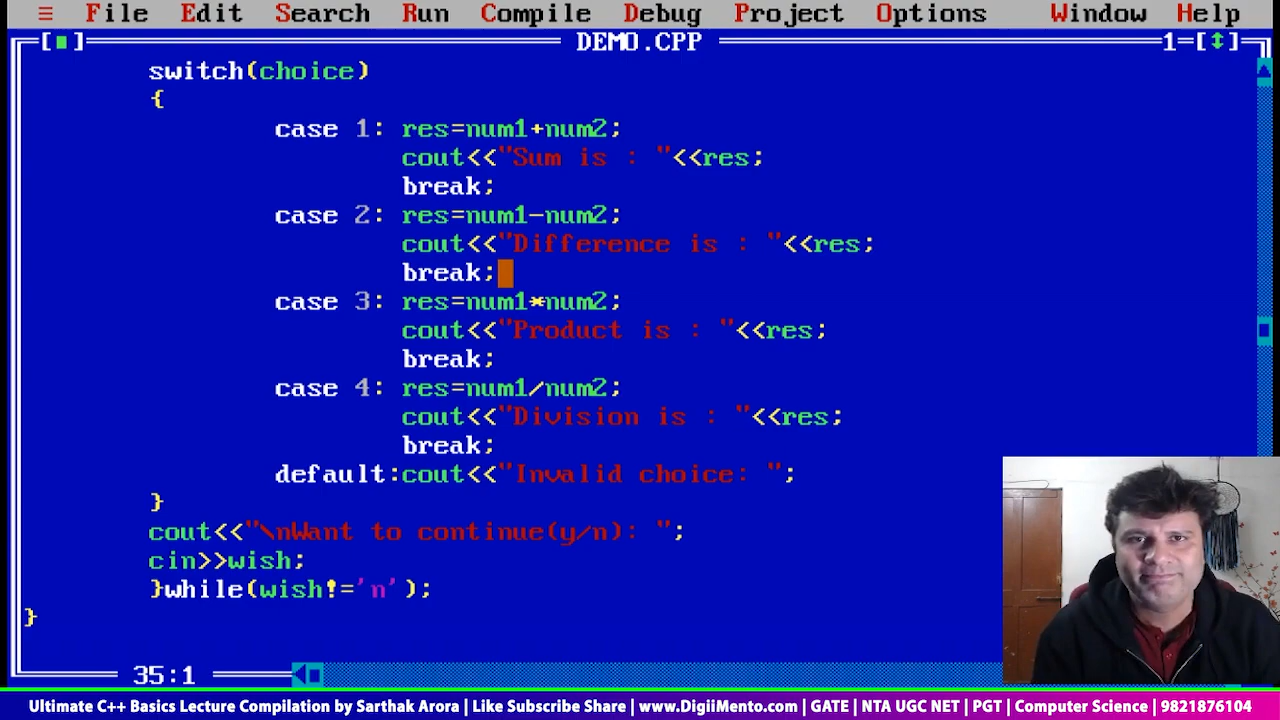 ≡ File Edit Search Run Compile Debug Project Options Window Help
[■] DEMO.CPP 1=[↕]
switch(choice)
{
case 1: res=num1+num2;
cout<<"Sum is : "<<res;
break;
case 2: res=num1-num2;
cout<<"Difference is : "<<res;
break;
case 3: res=num1*num2;
cout<<"Product is : "<<res;
break;
case 4: res=num1/num2;
cout<<"Division is : "<<res;
break;
default:cout<<"Invalid choice: ";
}
cout<<"\nWant to continue(y/n): ";
cin>>wish;
}while(wish!='n');
}
35:1
Ultimate C++ Basics Lecture Compilation by Sarthak Arora | Like Subscribe Share | www.DigiiMento.com | GATE | NTA UGC NET | PGT | Computer Science | 9821876104